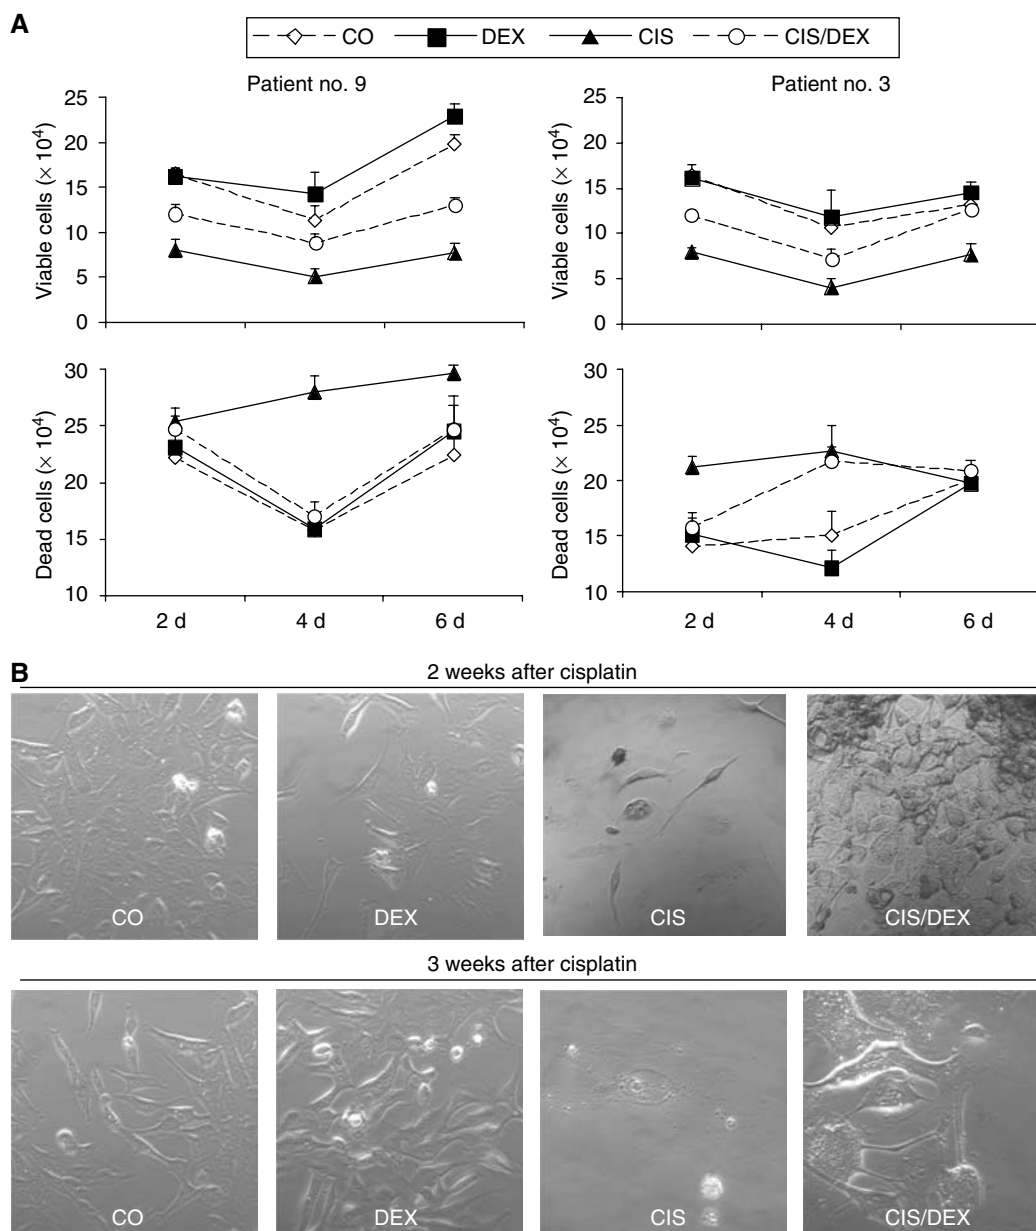 A
CO DEX CIS CIS/DEX
Patient no. 9
Patient no. 3
Viable cells (× 10⁴)
25
20
15
10
5
0
Viable cells (× 10⁴)
25
20
15
10
5
0
Dead cells (× 10⁴)
30
25
20
15
10
2 d 4 d 6 d
Dead cells (× 10⁴)
30
25
20
15
10
2 d 4 d 6 d
B
2 weeks after cisplatin
CO DEX CIS CIS/DEX
3 weeks after cisplatin
CO DEX CIS CIS/DEX